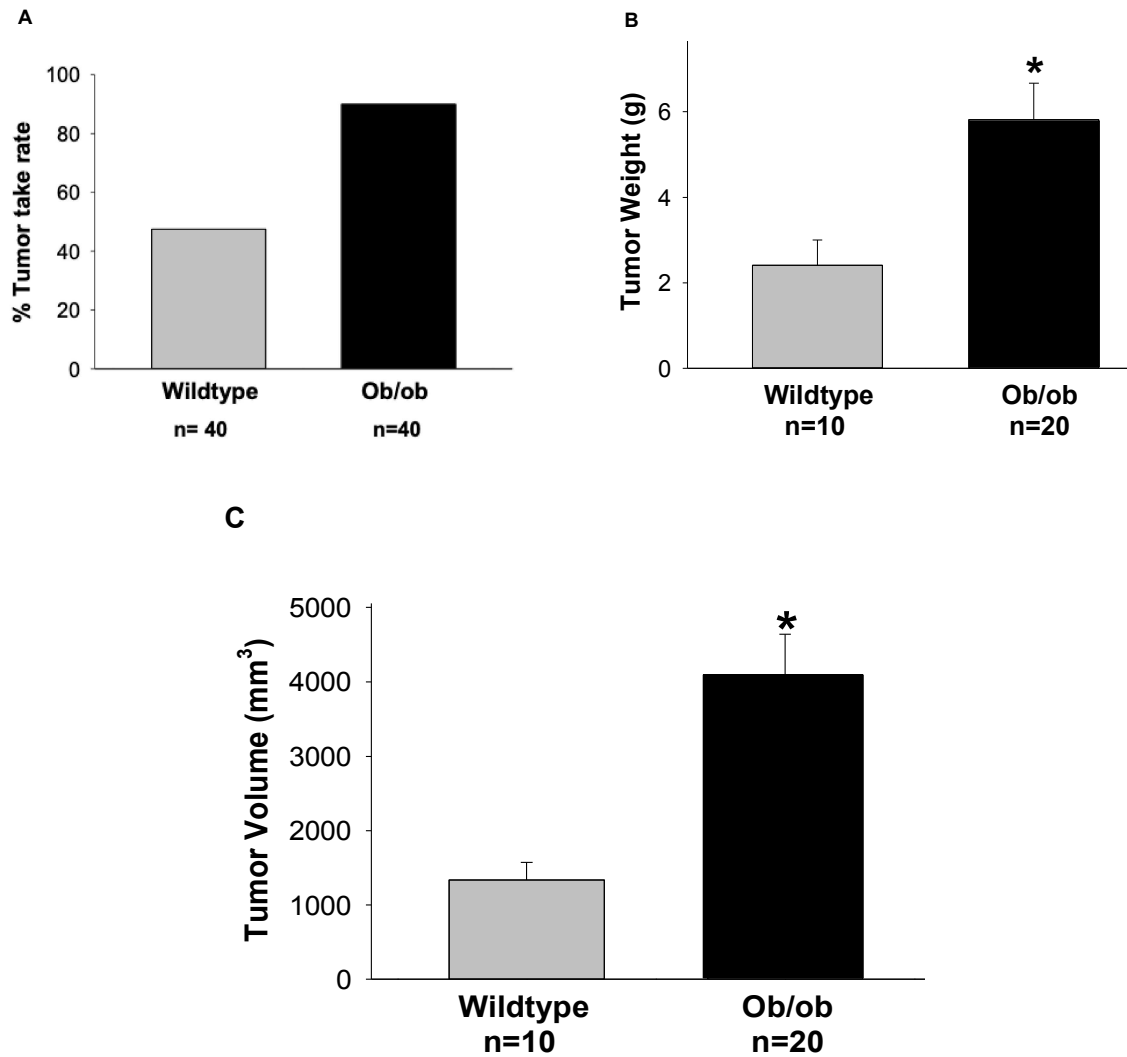 A
% Tumor take rate
100
80
60
40
20
0
Wildtype
n= 40
Ob/ob
n=40
B
Tumor Weight (g)
6
4
2
0
*
Wildtype
n=10
Ob/ob
n=20
C
Tumor Volume (mm³)
5000
4000
3000
2000
1000
0
*
Wildtype
n=10
Ob/ob
n=20